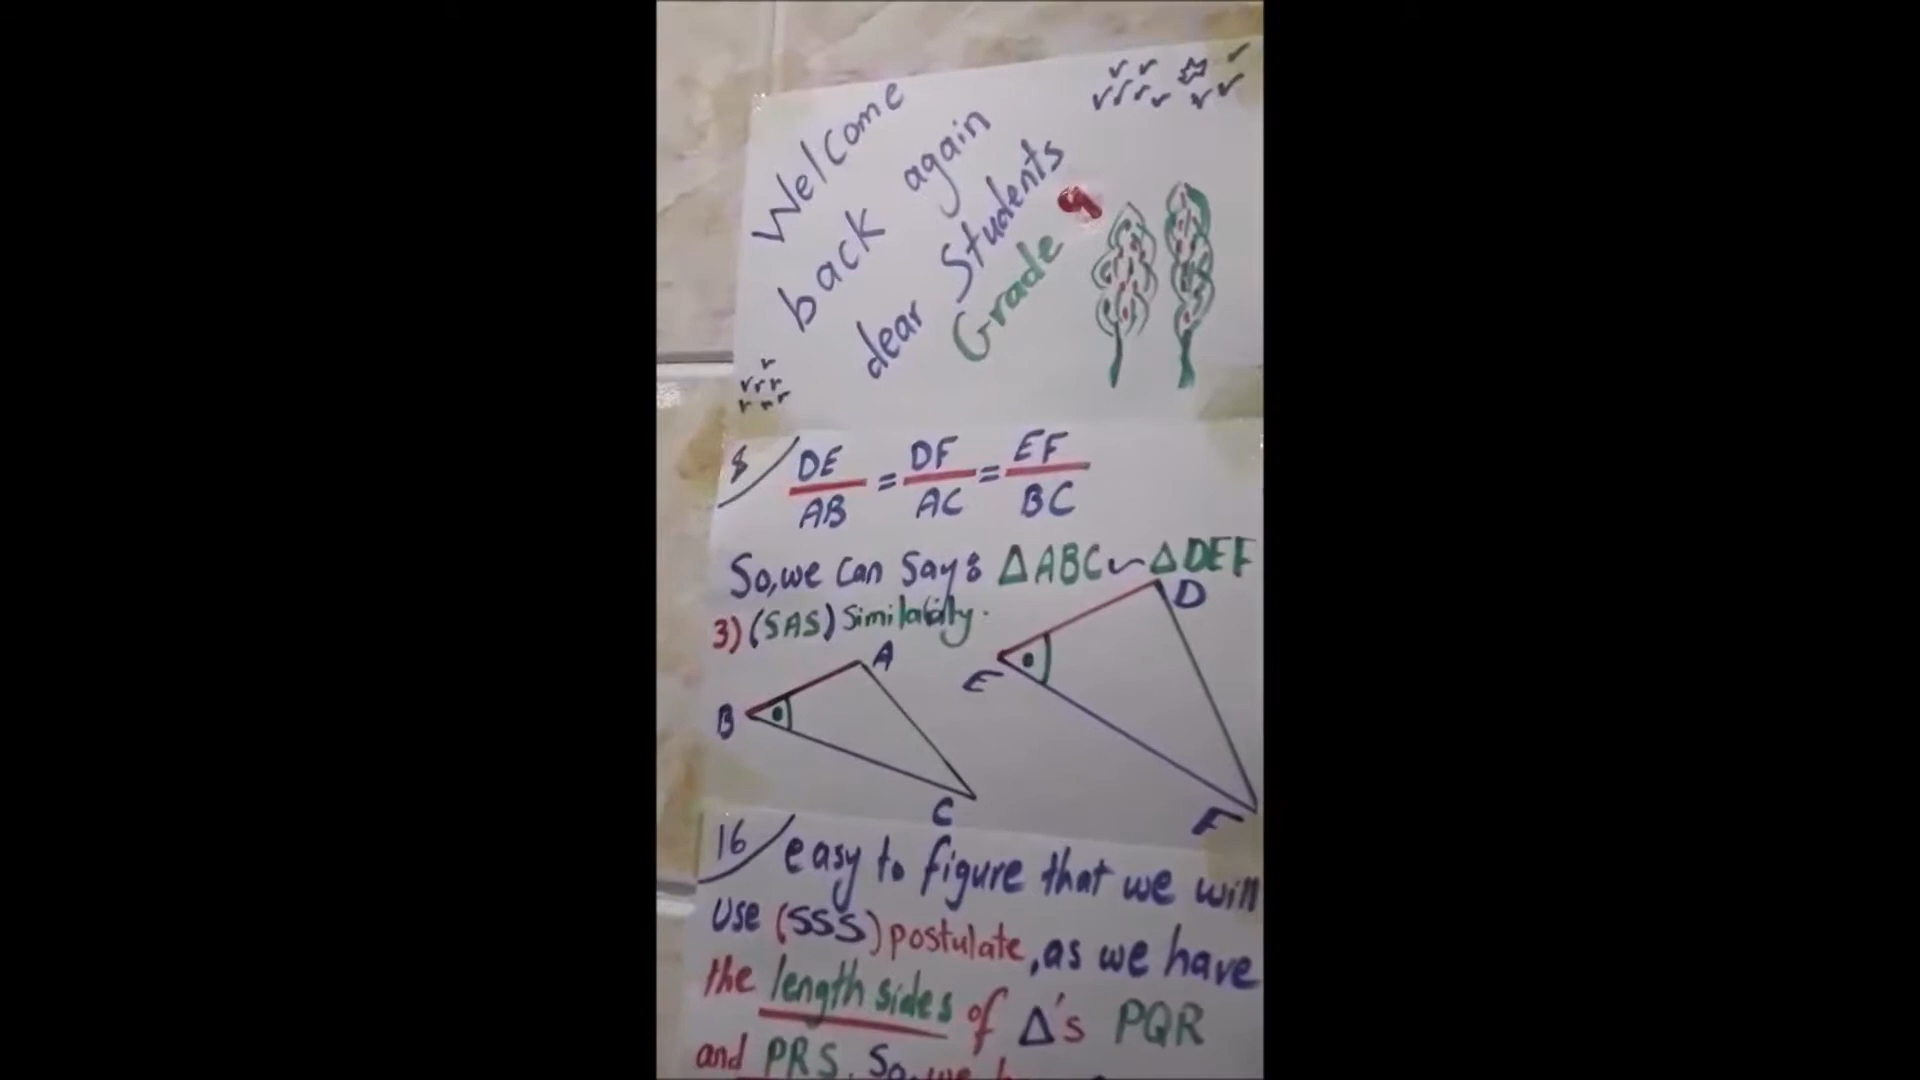 Welcome
back again
dear Students
Grade 9
8/ DE/AB = DF/AC = EF/BC
So, we can say: ΔABC ~ ΔDEF
3) (SAS) Similarity.
A
B
C
D
E
F
16/ easy to figure that we will
use (SSS) postulate, as we have
the length sides of Δ's PQR
and PRS. So, we